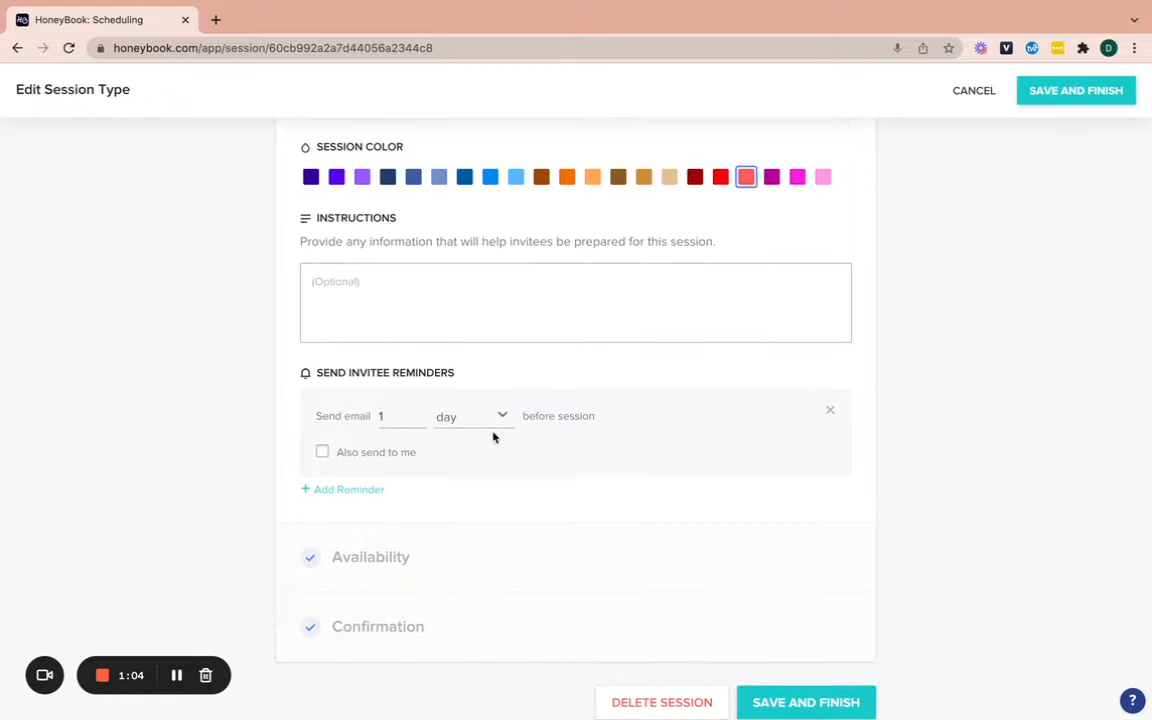 HoneyBook: Scheduling
honeybook.com/app/session/60cb992a2a7d44056a2344c8
Edit Session Type
CANCEL
SAVE AND FINISH
SESSION COLOR
INSTRUCTIONS
Provide any information that will help invitees be prepared for this session.
(Optional)
SEND INVITEE REMINDERS
Send email 1 day before session
Also send to me
+ Add Reminder
Availability
Confirmation
1:04
DELETE SESSION
SAVE AND FINISH
?